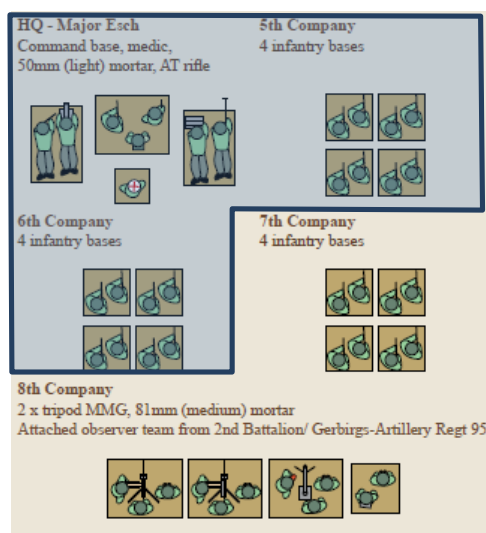 HQ - Major Esch
Command base, medic,
50mm (light) mortar, AT rifle
5th Company
4 infantry bases
6th Company
4 infantry bases
7th Company
4 infantry bases
8th Company
2 x tripod MMG, 81mm (medium) mortar
Attached observer team from 2nd Battalion/ Gerbirgs-Artillery Regt 95